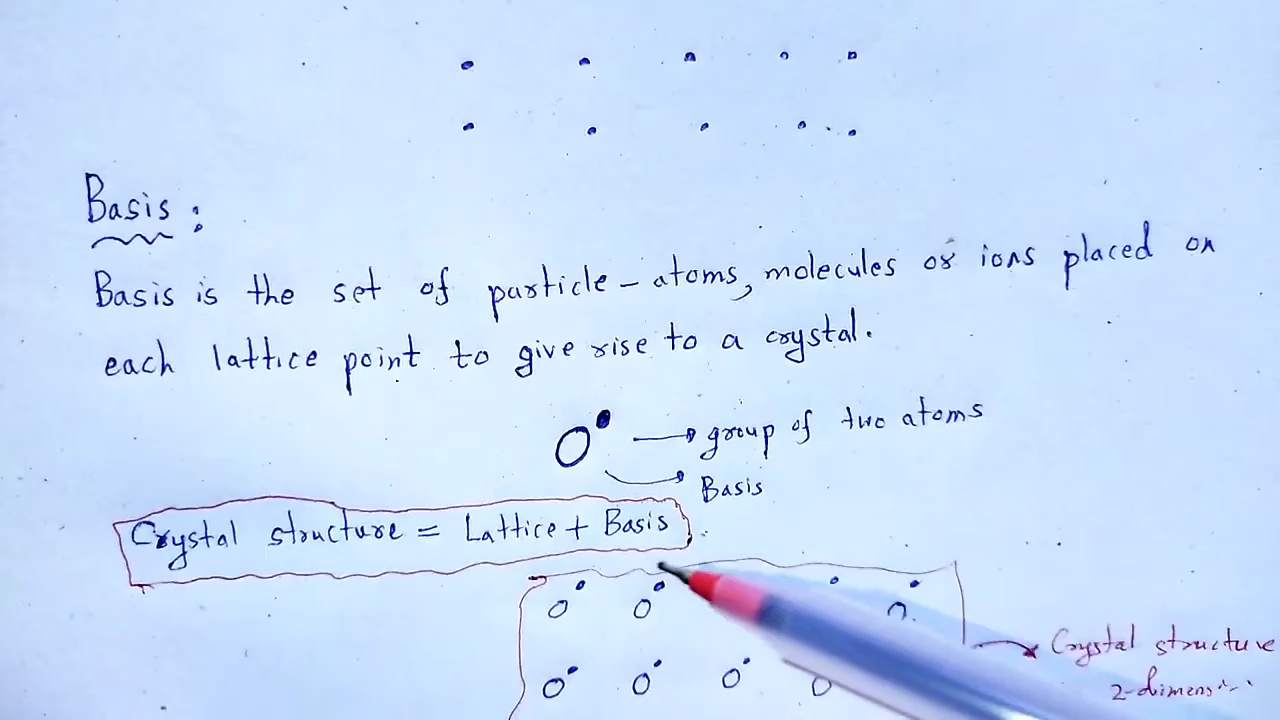 Basis :
Basis is the set of particle - atoms, molecules or ions placed on
each lattice point to give rise to a crystal.
group of two atoms
Basis
Crystal structure = Lattice + Basis
Crystal structure